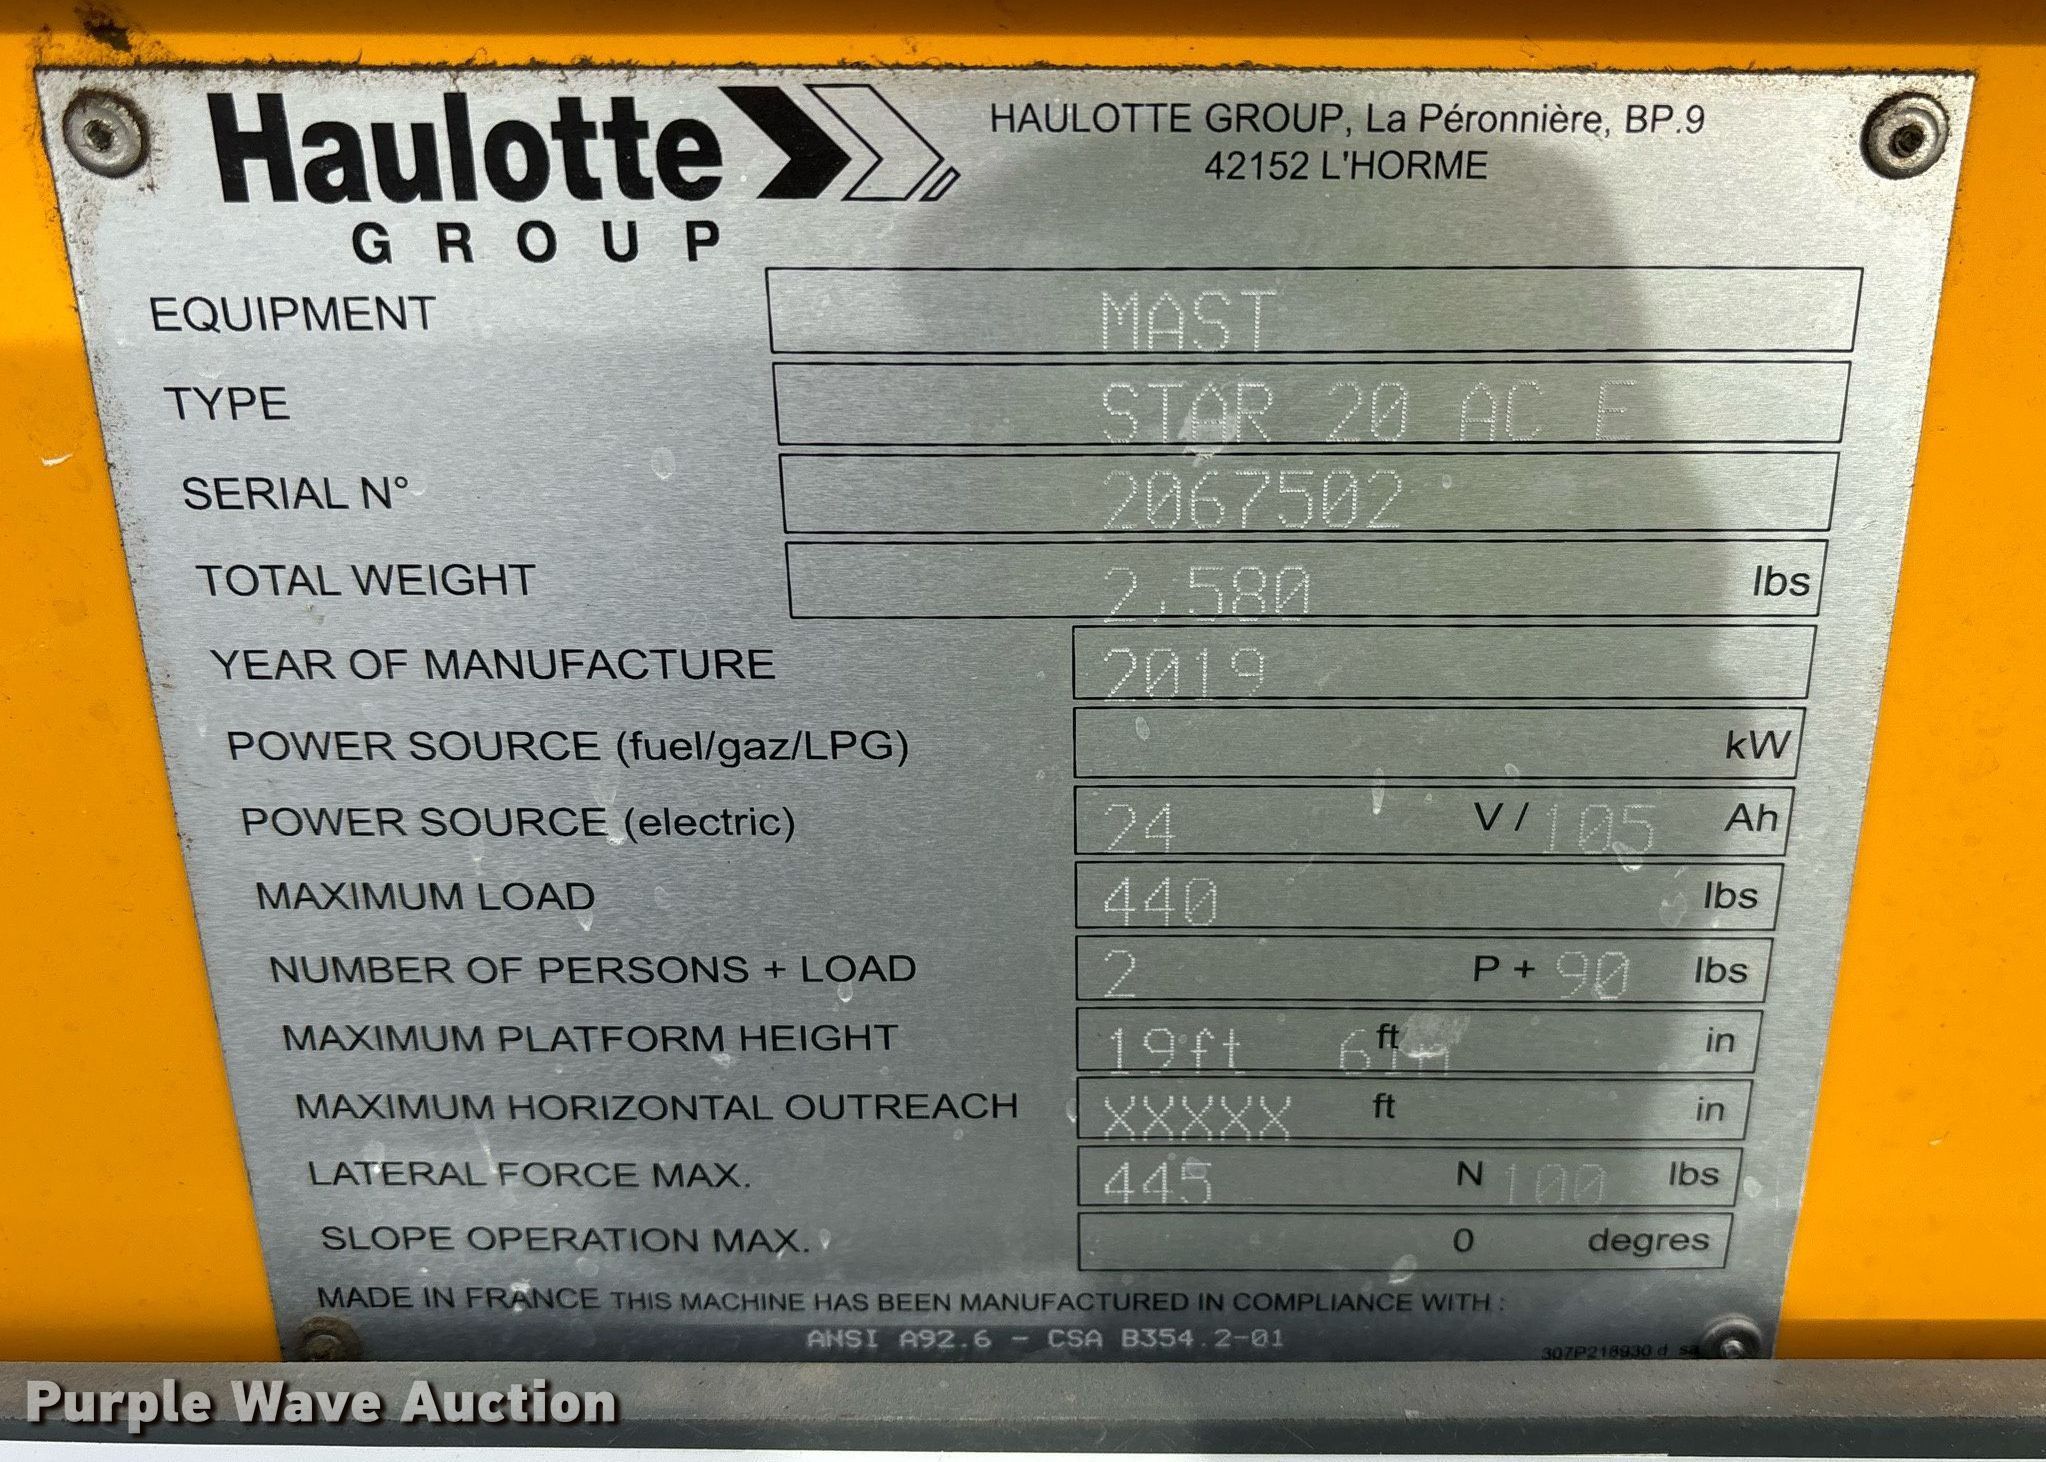 Haulotte
GROUP
HAULOTTE GROUP, La Péronnière, BP.9
42152 L'HORME
EQUIPMENT MAST
TYPE STAR 20 AC E
SERIAL N° 2067502
TOTAL WEIGHT 2.580 lbs
YEAR OF MANUFACTURE 2019
POWER SOURCE (fuel/gaz/LPG) kW
POWER SOURCE (electric) 24 V / 105 Ah
MAXIMUM LOAD 440 lbs
NUMBER OF PERSONS + LOAD 2 P + 90 lbs
MAXIMUM PLATFORM HEIGHT 19ft ft 6in in
MAXIMUM HORIZONTAL OUTREACH XXXXX ft in
LATERAL FORCE MAX. 445 N 100 lbs
SLOPE OPERATION MAX. 0 degres
MADE IN FRANCE THIS MACHINE HAS BEEN MANUFACTURED IN COMPLIANCE WITH :
ANSI A92.6 - CSA B354.2-01
307P218930 d
Purple Wave Auction